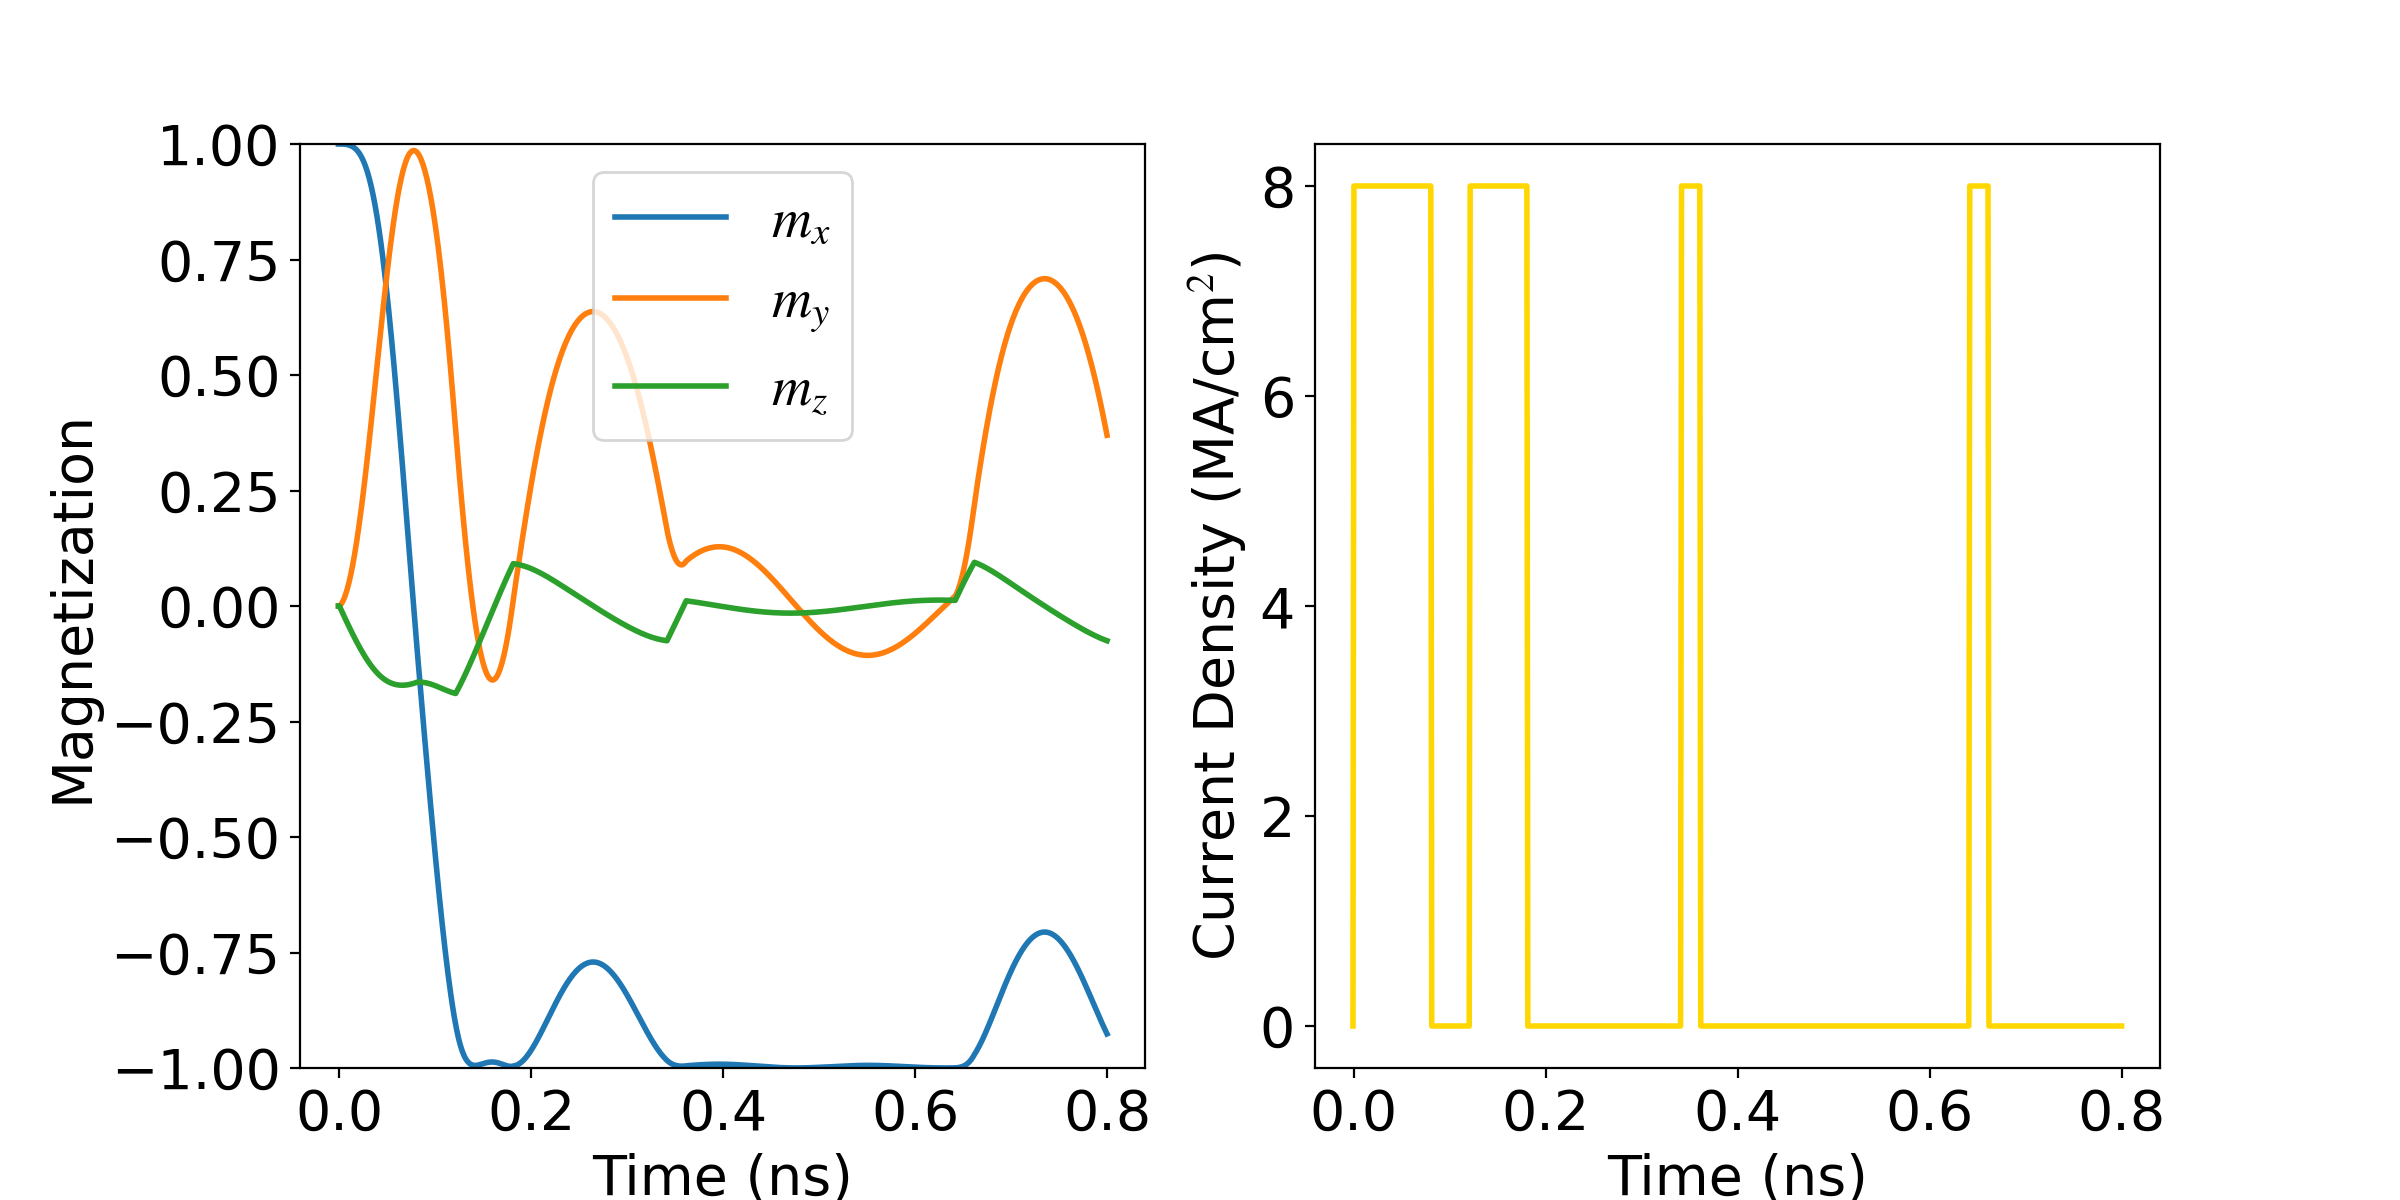 1.00
0.75
0.50
0.25
0.00
−0.25
−0.50
−0.75
−1.00
Magnetization
0.0 0.2 0.4 0.6 0.8
Time (ns)
m_x
m_y
m_z
8
6
4
2
0
Current Density (MA/cm²)
0.0 0.2 0.4 0.6 0.8
Time (ns)